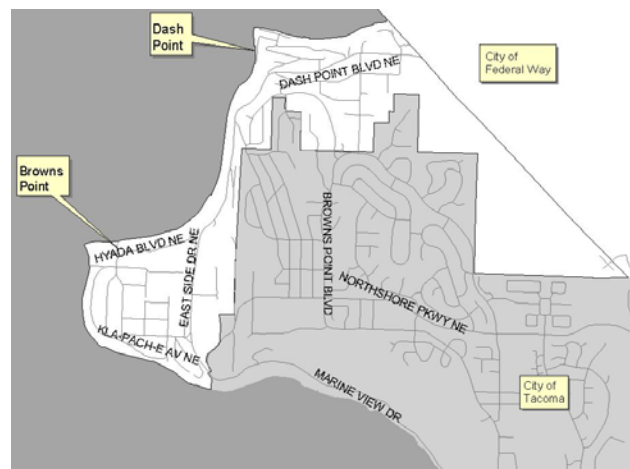 Dash
Point
City of
Federal Way
DASH POINT BLVD NE
Browns
Point
HYADA BLVD NE
EAST SIDE DR NE
BROWNS POINT BLVD
NORTHSHORE PKWY NE
KLA-PACH-E AV NE
MARINE VIEW DR
City of
Tacoma